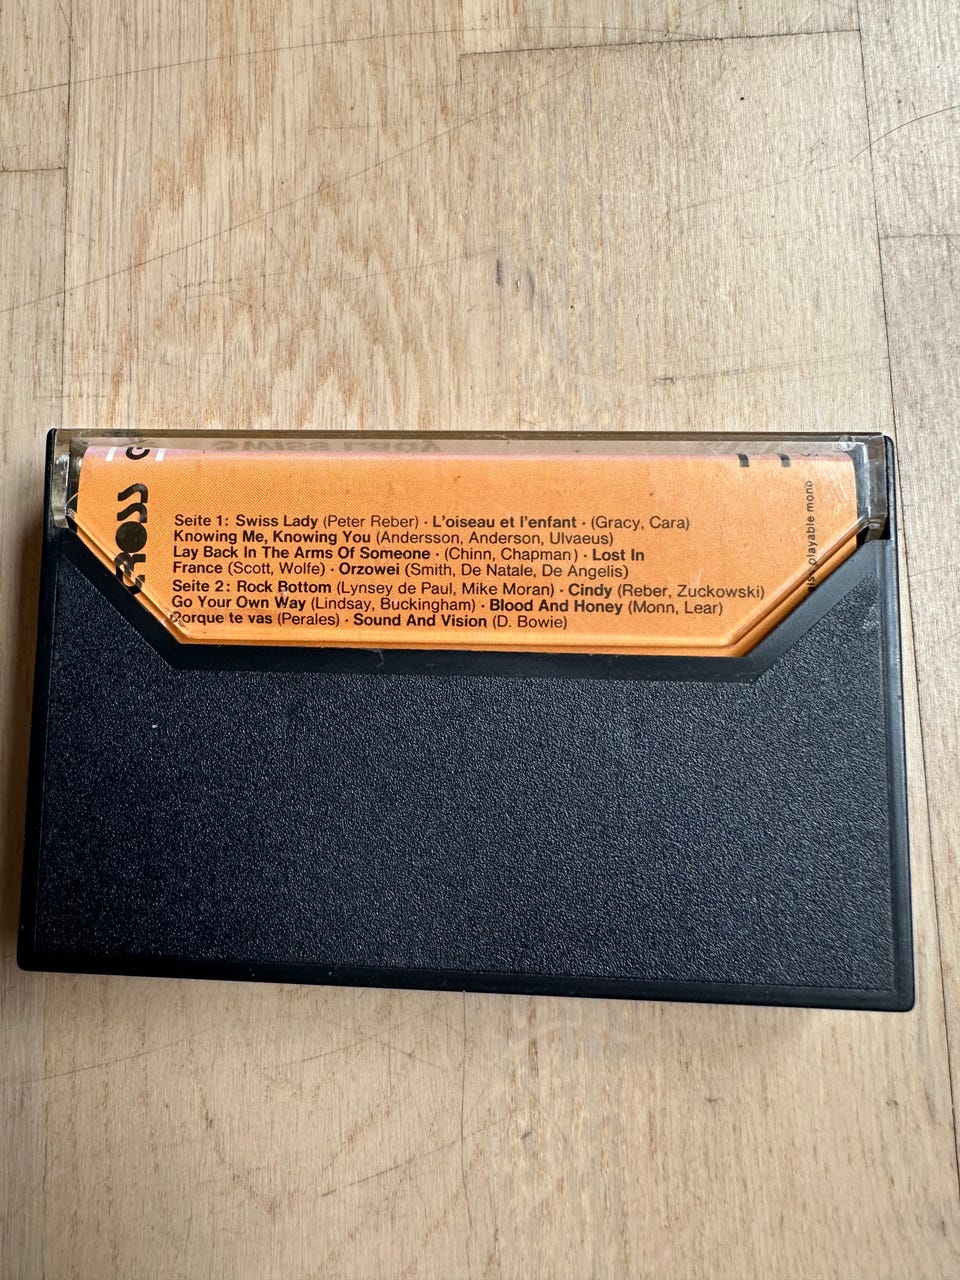 CROSS
Seite 1: Swiss Lady (Peter Reber) · L'oiseau et l'enfant · (Gracy, Cara)
Knowing Me, Knowing You (Andersson, Anderson, Ulvaeus)
Lay Back In The Arms Of Someone · (Chinn, Chapman) · Lost In
France (Scott, Wolfe) · Orzowei (Smith, De Natale, De Angelis)
Seite 2: Rock Bottom (Lynsey de Paul, Mike Moran) · Cindy (Reber, Zuckowski)
Go Your Own Way (Lindsay, Buckingham) · Blood And Honey (Monn, Lear)
Porque te vas (Perales) · Sound And Vision (D. Bowie)
also playable mono